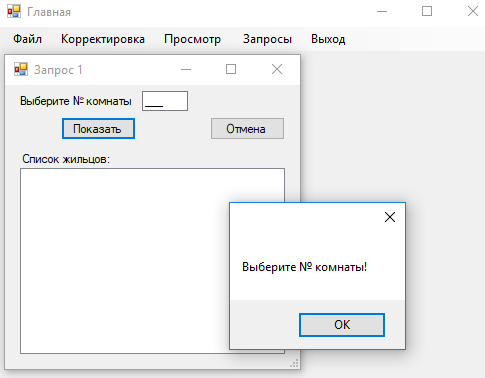 Главная
Файл Корректировка Просмотр Запросы Выход
Запрос 1
Выберите № комнаты ___
Показать Отмена
Список жильцов:
Выберите № комнаты!
OK